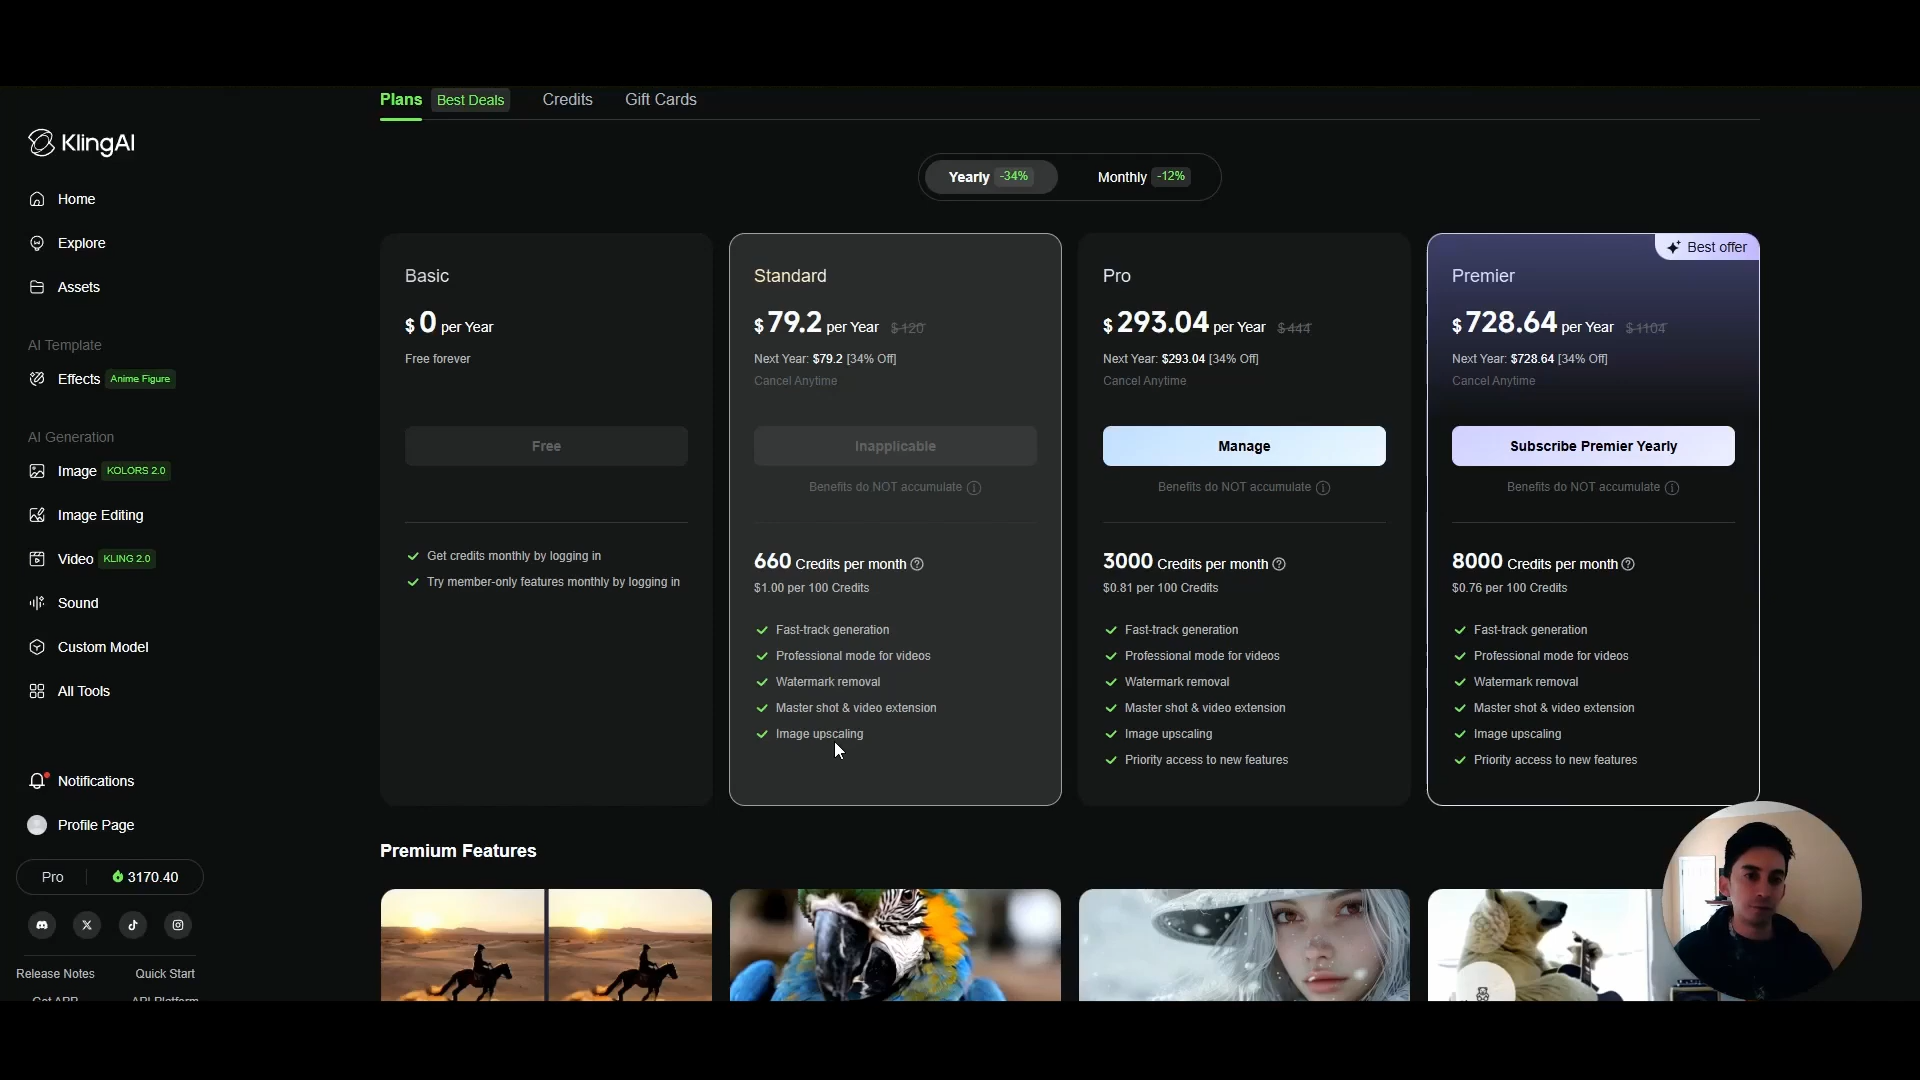 Plans Best Deals Credits Gift Cards
KlingAI
Home
Explore
Assets
AI Template
Effects Anime Figure
AI Generation
Image KOLORS 2.0
Image Editing
Video KLING 2.0
Sound
Custom Model
All Tools
Notifications
Profile Page
Pro 3170.40
Release Notes Quick Start
Get APP API Platform
Yearly -34% Monthly -12%
Basic
$ 0 per Year
Free forever
Free
Get credits monthly by logging in
Try member-only features monthly by logging in
Standard
$ 79.2 per Year $ 120
Next Year: $79.2 [34% Off]
Cancel Anytime
Inapplicable
Benefits do NOT accumulate
660 Credits per month
$1.00 per 100 Credits
Fast-track generation
Professional mode for videos
Watermark removal
Master shot & video extension
Image upscaling
Pro
$ 293.04 per Year $ 444
Next Year: $293.04 [34% Off]
Cancel Anytime
Manage
Benefits do NOT accumulate
3000 Credits per month
$0.81 per 100 Credits
Fast-track generation
Professional mode for videos
Watermark removal
Master shot & video extension
Image upscaling
Priority access to new features
Best offer
Premier
$ 728.64 per Year $ 1104
Next Year: $728.64 [34% Off]
Cancel Anytime
Subscribe Premier Yearly
Benefits do NOT accumulate
8000 Credits per month
$0.76 per 100 Credits
Fast-track generation
Professional mode for videos
Watermark removal
Master shot & video extension
Image upscaling
Priority access to new features
Premium Features